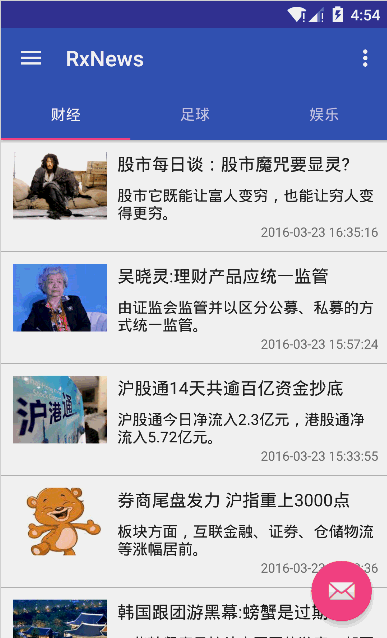 4:54
RxNews
财经
足球
娱乐
股市每日谈：股市魔咒要显灵?
股市它既能让富人变穷，也能让穷人变
得更穷。
2016-03-23 16:35:16
吴晓灵:理财产品应统一监管
由证监会监管并以区分公募、私募的方
式统一监管。
2016-03-23 15:57:24
沪股通14天共逾百亿资金抄底
沪港通
沪股通今日净流入2.3亿元，港股通净
流入5.72亿元。
2016-03-23 15:33:55
券商尾盘发力 沪指重上3000点
板块方面，互联金融、证券、仓储物流
等涨幅居前。
2016-03-22
:36
韩国跟团游黑幕:螃蟹是过期